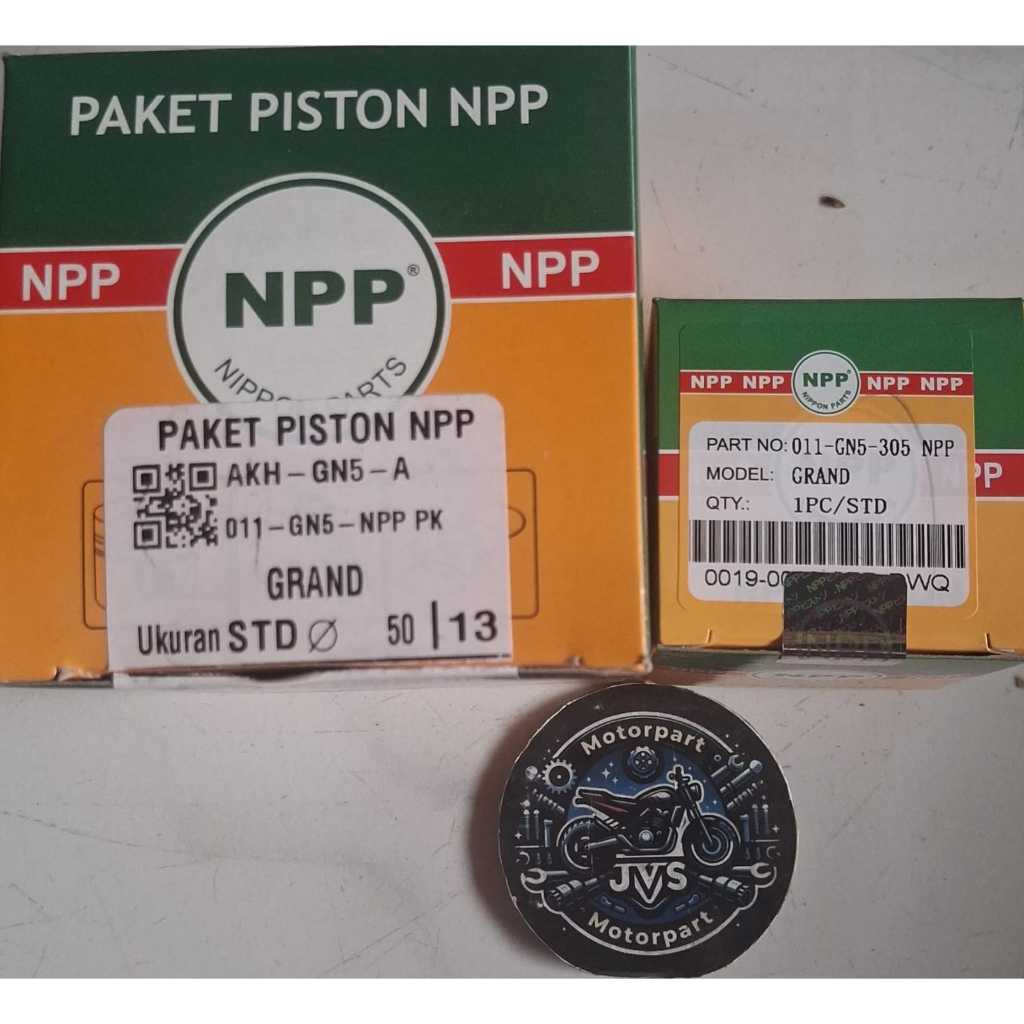 PAKET PISTON NPP
NPP
NPP®
NPP
PAKET PISTON NPP
AKH-GN5-A
011-GN5-NPP PK
GRAND
Ukuran STD Ø 50 | 13
NPP NPP
NPP®
NIPPON PARTS
NPP NPP
PART NO: 011-GN5-305 NPP
MODEL: GRAND
QTY.: 1PC/STD
NPP
Motorpart
JVS
Motorpart